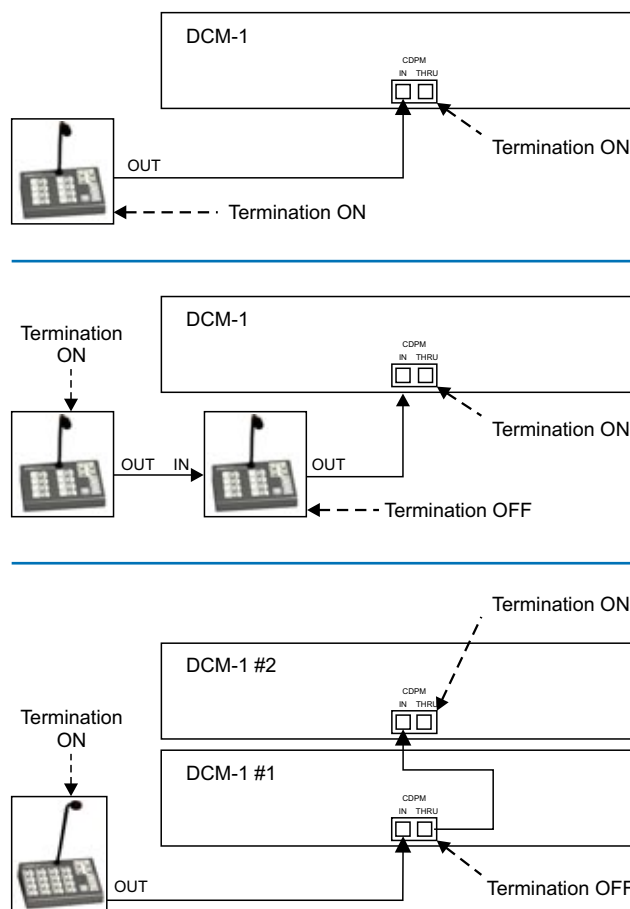 DCM-1
CDPM
IN THRU
Termination ON
OUT
Termination ON
DCM-1
Termination
ON
CDPM
IN THRU
Termination ON
OUT IN OUT
Termination OFF
Termination ON
DCM-1 #2
CDPM
IN THRU
Termination
ON
DCM-1 #1
CDPM
IN THRU
OUT
Termination OFF